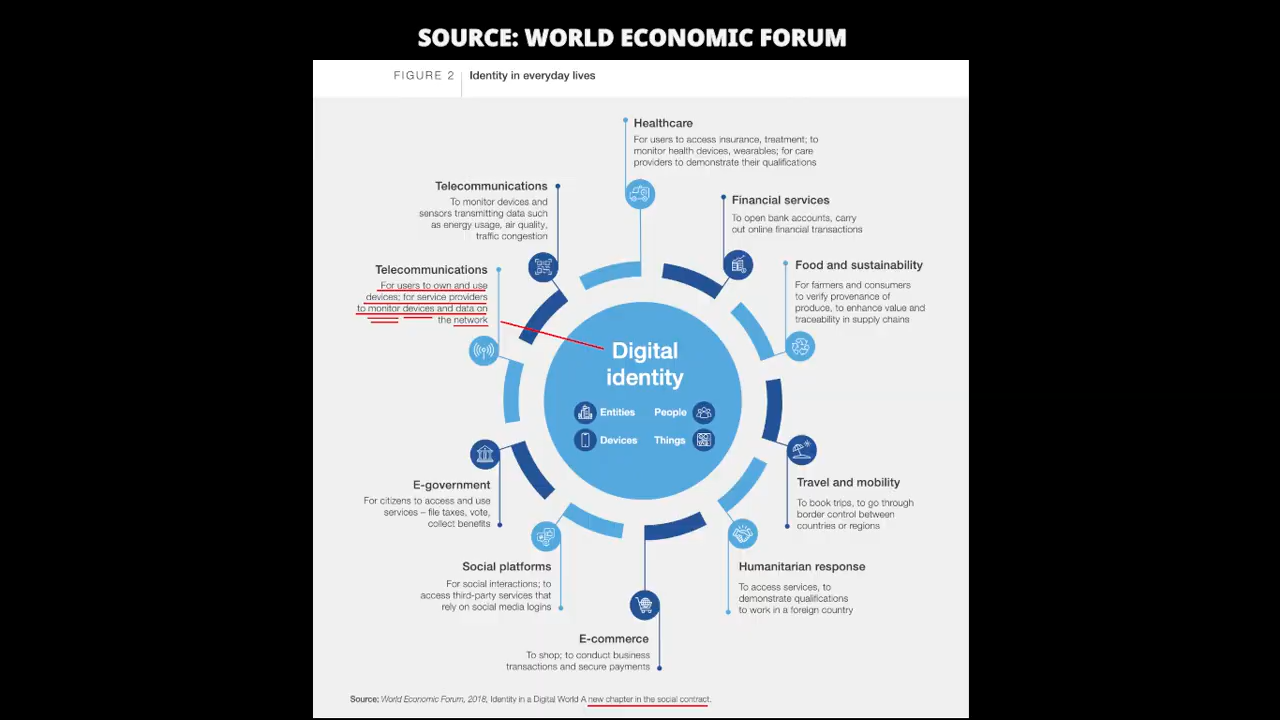 SOURCE: WORLD ECONOMIC FORUM
FIGURE 2
Identity in everyday lives
Healthcare
For users to access insurance, treatment; to
monitor health devices, wearables; for care
providers to demonstrate their qualifications
Telecommunications
To monitor devices and
sensors transmitting data such
as energy usage, air quality,
traffic congestion
Financial services
To open bank accounts, carry
out online financial transactions
Telecommunications
For users to own and use
devices; for service providers
to monitor devices and data on
the network
Food and sustainability
For farmers and consumers
to verify provenance of
produce, to enhance value and
traceability in supply chains
Digital
identity
Entities
People
Devices
Things
E-government
For citizens to access and use
services – file taxes, vote,
collect benefits
Travel and mobility
To book trips, to go through
border control between
countries or regions
Social platforms
For social interactions; to
access third-party services that
rely on social media logins
Humanitarian response
To access services, to
demonstrate qualifications
to work in a foreign country
E-commerce
To shop; to conduct business
transactions and secure payments
Source: World Economic Forum, 2018, Identity in a Digital World A new chapter in the social contract.